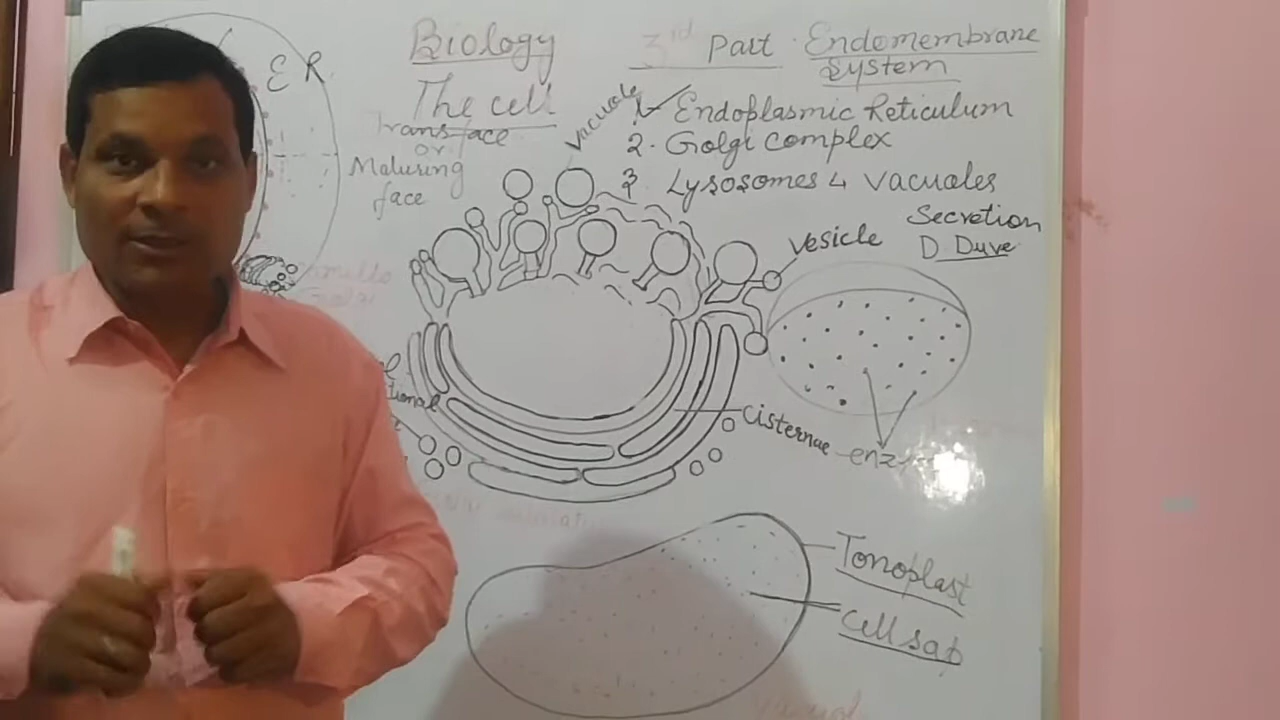 Biology
The cell
3rd Part Endomembrane
System
1. Endoplasmic Reticulum
2. Golgi complex
3. Lysosomes 4 Vacuoles
Secretion
D Duve
ER
Trans face
or
Maturing
face
Vacuole
Vesicle
Cisternae
Tonoplast
Cell sap